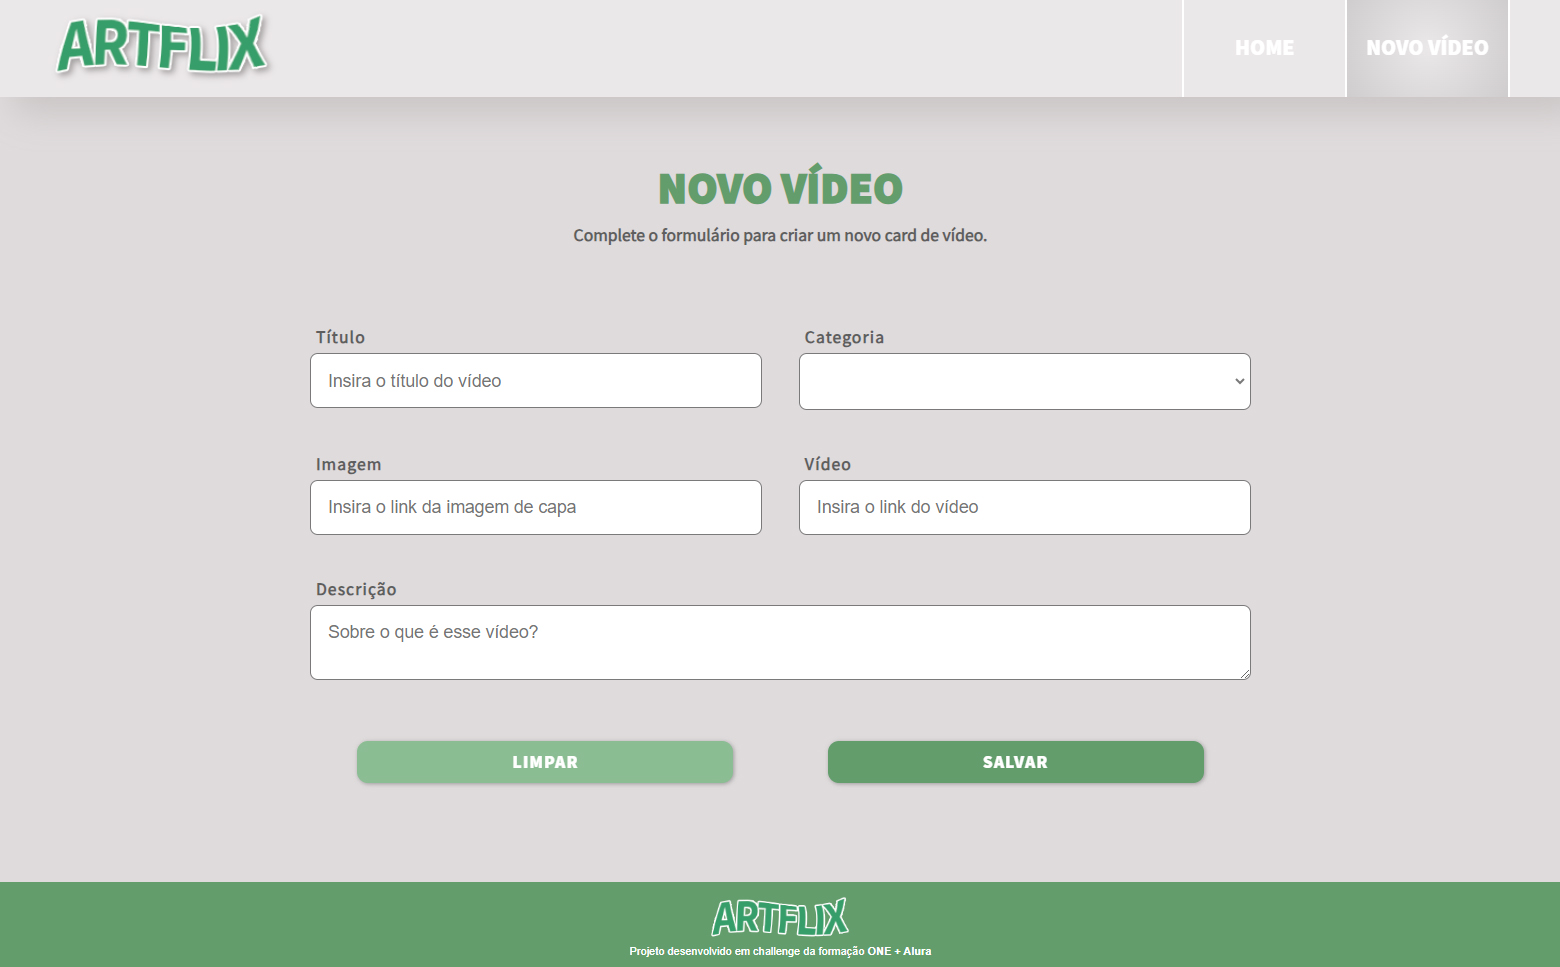 ARTFLIX
HOME
NOVO VÍDEO
NOVO VÍDEO
Complete o formulário para criar um novo card de vídeo.
Título
Categoria
Insira o título do vídeo
Imagem
Vídeo
Insira o link da imagem de capa
Insira o link do vídeo
Descrição
Sobre o que é esse vídeo?
LIMPAR
SALVAR
ARTFLIX
Projeto desenvolvido em challenge da formação ONE + Alura